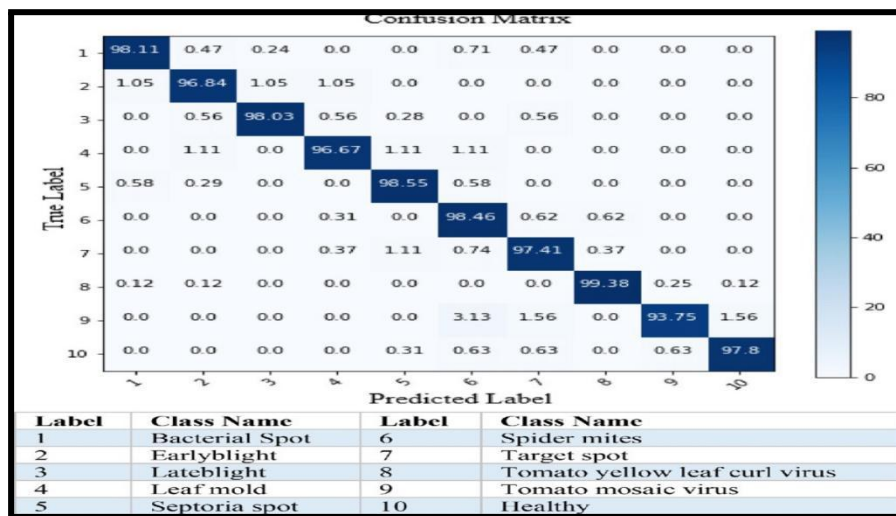 Confusion Matrix
1 98.11 0.47 0.24 0.0 0.0 0.71 0.47 0.0 0.0 0.0
2 1.05 96.84 1.05 1.05 0.0 0.0 0.0 0.0 0.0 0.0
80
3 0.0 0.56 98.03 0.56 0.28 0.0 0.56 0.0 0.0 0.0
4 0.0 1.11 0.0 96.67 1.11 1.11 0.0 0.0 0.0 0.0
60
5 0.58 0.29 0.0 0.0 98.55 0.58 0.0 0.0 0.0 0.0
True Label
6 0.0 0.0 0.0 0.31 0.0 98.46 0.62 0.62 0.0 0.0
40
7 0.0 0.0 0.0 0.37 1.11 0.74 97.41 0.37 0.0 0.0
8 0.12 0.12 0.0 0.0 0.0 0.0 0.0 99.38 0.25 0.12
20
9 0.0 0.0 0.0 0.0 0.0 3.13 1.56 0.0 93.75 1.56
10 0.0 0.0 0.0 0.0 0.31 0.63 0.63 0.0 0.63 97.8
0
1 2 3 4 5 6 7 8 9 10
Predicted Label
Label Class Name Label Class Name
1 Bacterial Spot 6 Spider mites
2 Earlyblight 7 Target spot
3 Lateblight 8 Tomato yellow leaf curl virus
4 Leaf mold 9 Tomato mosaic virus
5 Septoria spot 10 Healthy